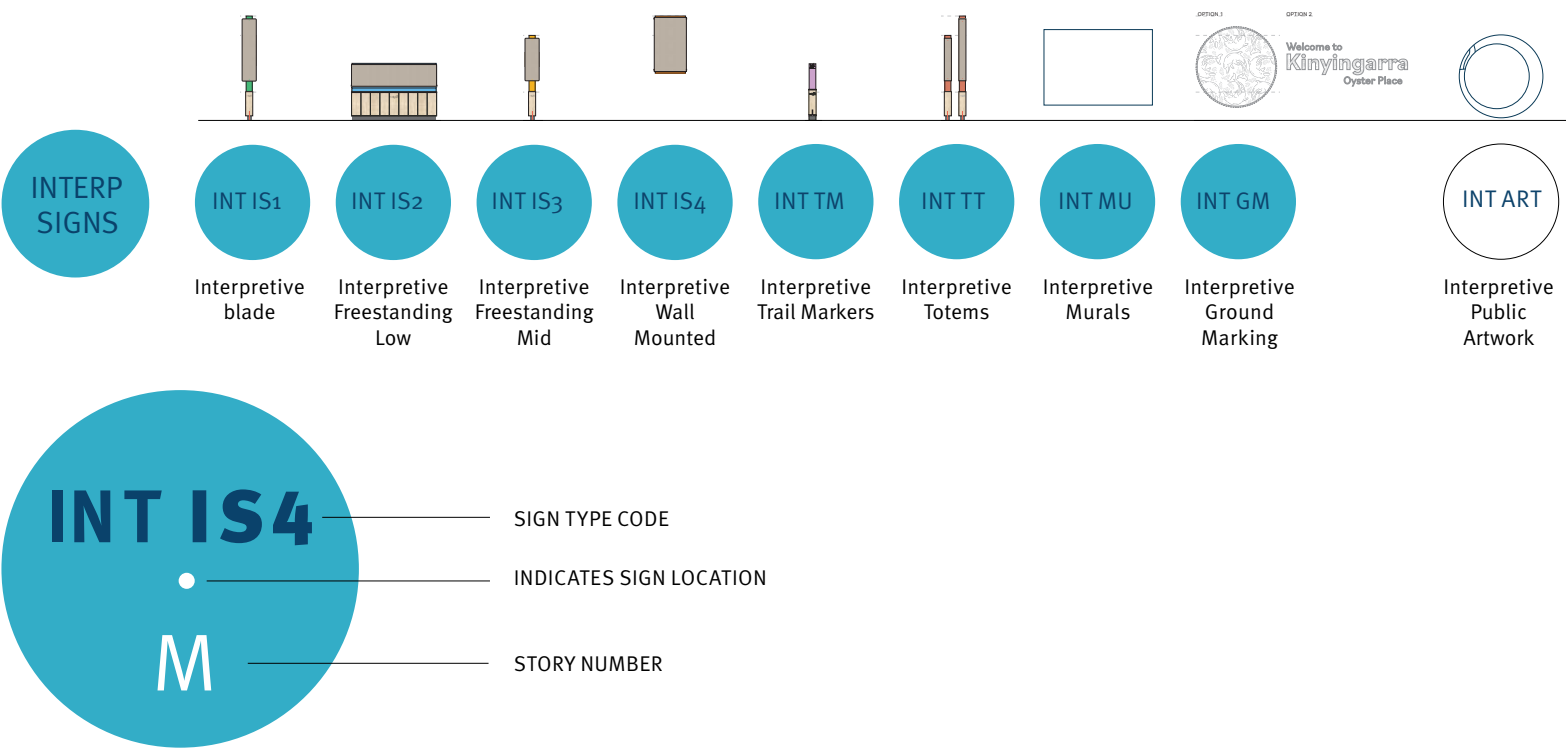 OPTION 1
OPTION 2
Welcome to
Kinyingarra
Oyster Place
INTERP
SIGNS
INT IS1
INT IS2
INT IS3
INT IS4
INT TM
INT TT
INT MU
INT GM
INT ART
Interpretive
blade
Interpretive
Freestanding
Low
Interpretive
Freestanding
Mid
Interpretive
Wall
Mounted
Interpretive
Trail Markers
Interpretive
Totems
Interpretive
Murals
Interpretive
Ground
Marking
Interpretive
Public
Artwork
INT IS4
SIGN TYPE CODE
INDICATES SIGN LOCATION
M
STORY NUMBER